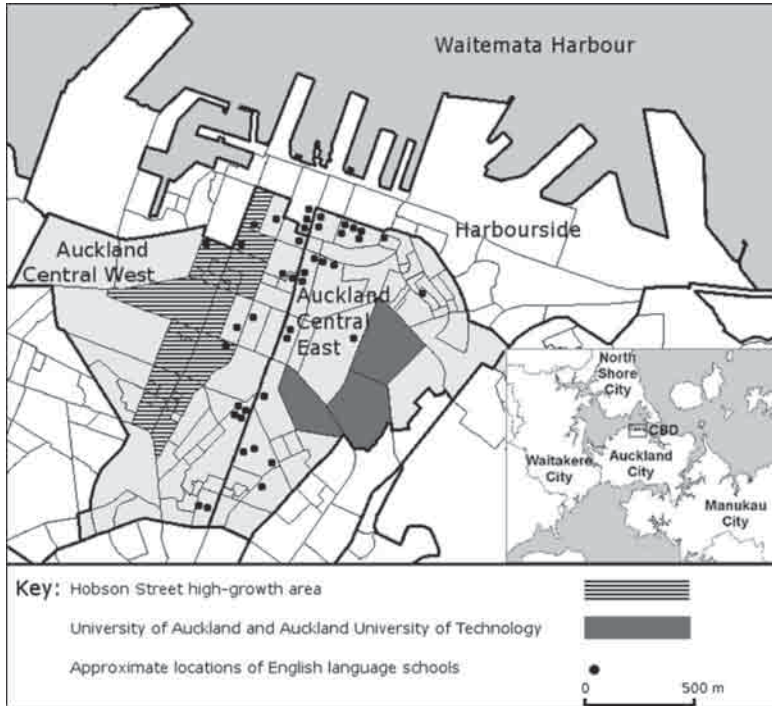 Waitemata Harbour
Harbourside
Auckland
Central West
Auckland
Central
East
North
Shore
City
CBD
Waitakere
City
Auckland
City
Manukau
City
Key:
Hobson Street high-growth area
University of Auckland and Auckland University of Technology
Approximate locations of English language schools
0 500 m